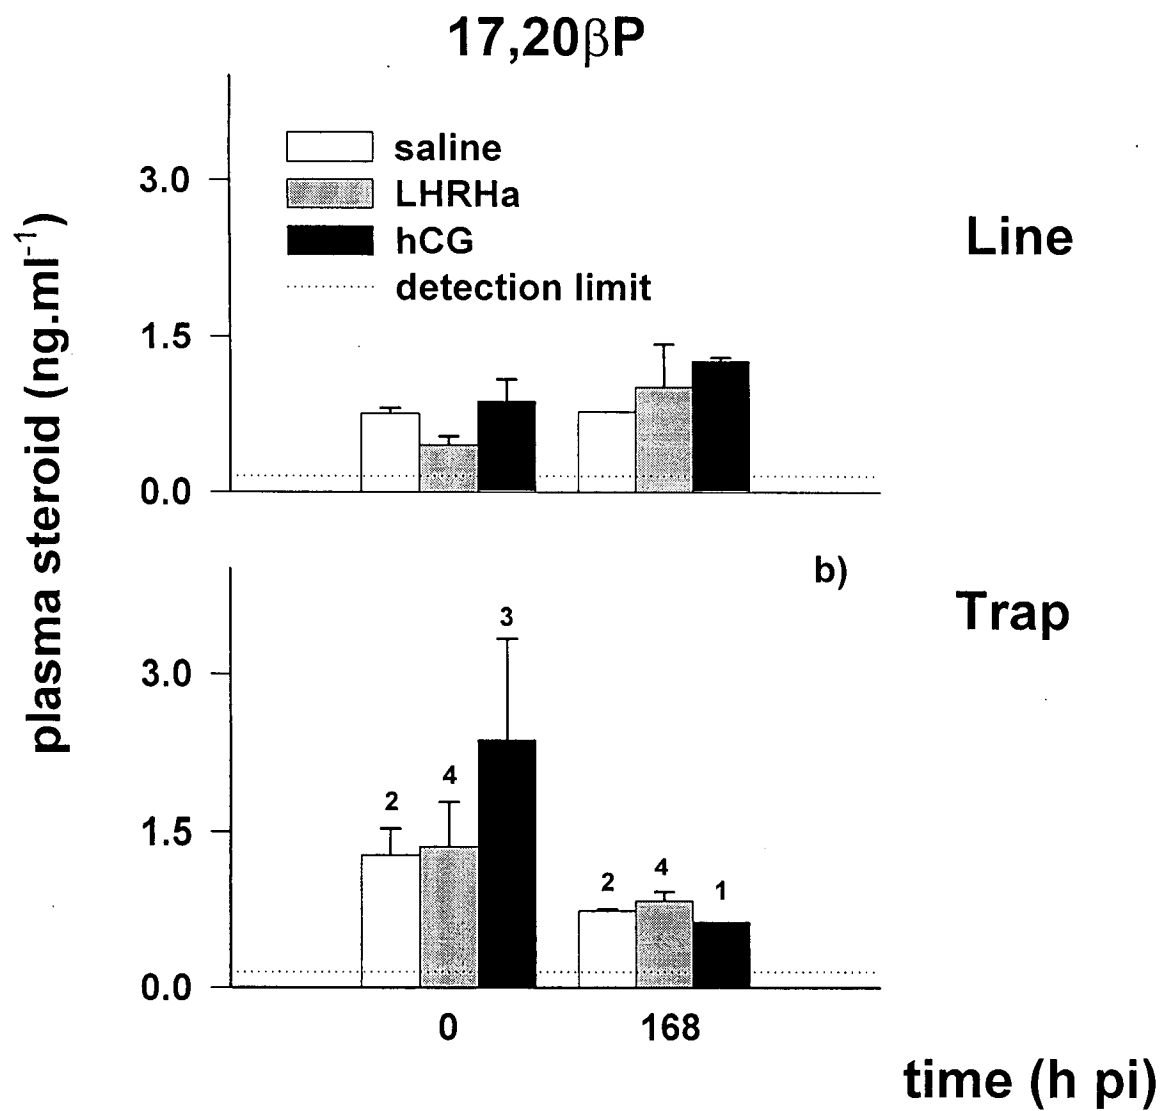 17,20βP
saline
LHRHa
hCG
detection limit
Line
3.0
1.5
0.0
plasma steroid (ng.ml⁻¹)
b)
Trap
3
4
2
2
4
1
3.0
1.5
0.0
0 168
time (h pi)